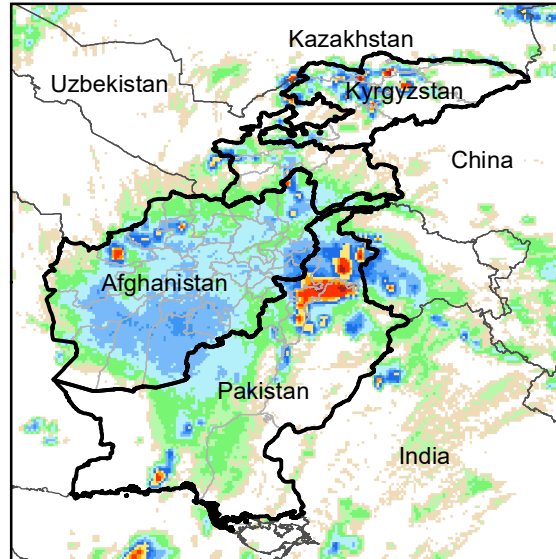 Kazakhstan
Uzbekistan
Kyrgyzstan
China
Afghanistan
Pakistan
India